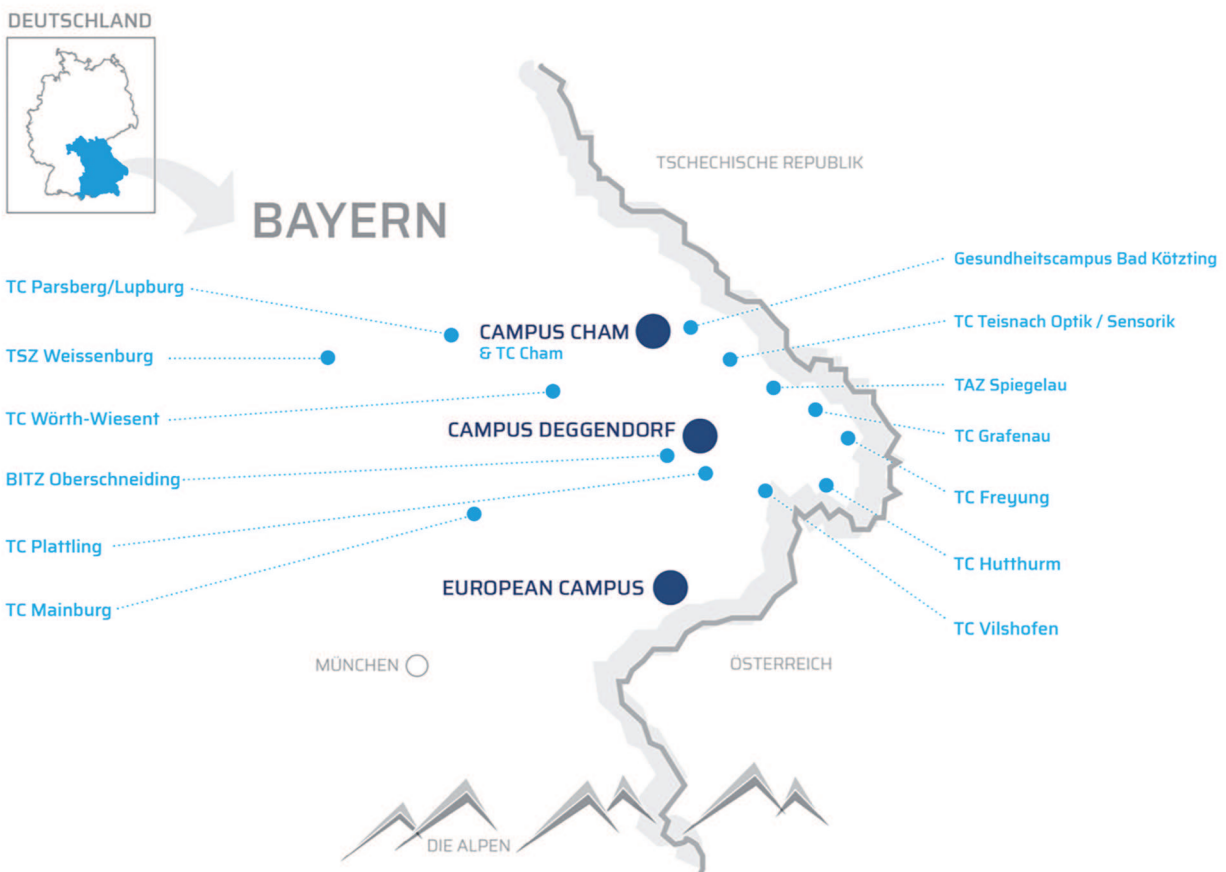 DEUTSCHLAND
TSCHECHISCHE REPUBLIK
BAYERN
Gesundheitscampus Bad Kötzting
TC Parsberg/Lupburg
TC Teisnach Optik / Sensorik
CAMPUS CHAM
& TC Cham
TSZ Weissenburg
TAZ Spiegelau
TC Wörth-Wiesent
CAMPUS DEGGENDORF
TC Grafenau
BITZ Oberschneiding
TC Freyung
TC Plattling
TC Hutthurm
EUROPEAN CAMPUS
TC Mainburg
TC Vilshofen
MÜNCHEN
ÖSTERREICH
DIE ALPEN